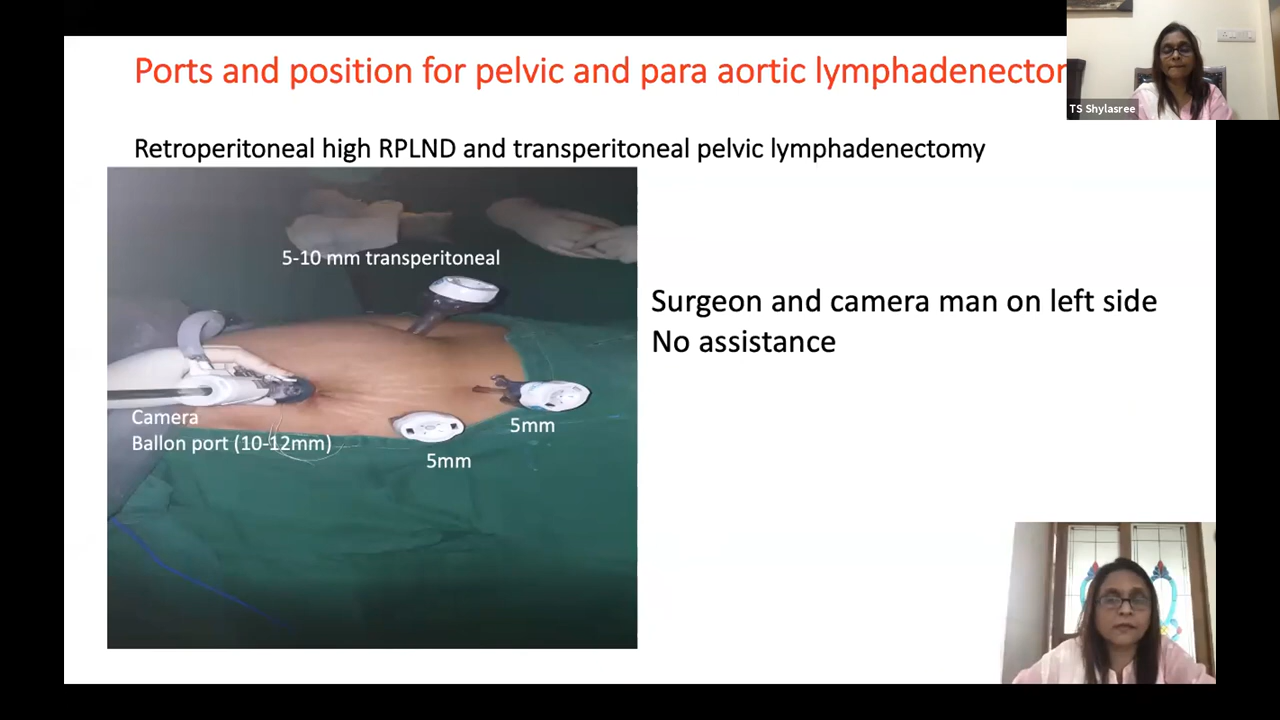 Ports and position for pelvic and para aortic
TS Shylasree
Retroperitoneal high RPLND and transperitoneal pelvic lymphadenectomy
5-10 mm transperitoneal
Surgeon and camera man on left side
No assistance
Camera
Ballon port (10-12mm)
5mm
5mm